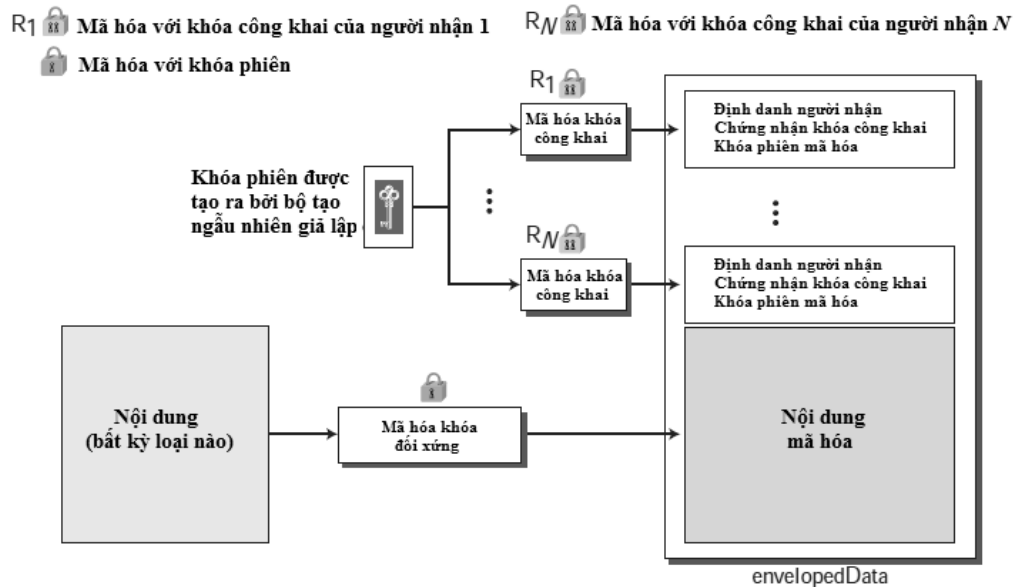 R1 Mã hóa với khóa công khai của người nhận 1
RN Mã hóa với khóa công khai của người nhận N
Mã hóa với khóa phiên
R1
Mã hóa khóa
công khai
Định danh người nhận
Chứng nhận khóa công khai
Khóa phiên mã hóa
Khóa phiên được
tạo ra bởi bộ tạo
ngẫu nhiên giã lập
RN
Mã hóa khóa
công khai
Định danh người nhận
Chứng nhận khóa công khai
Khóa phiên mã hóa
Nội dung
(bất kỳ loại nào)
Mã hóa khóa
đối xứng
Nội dung
mã hóa
envelopedData